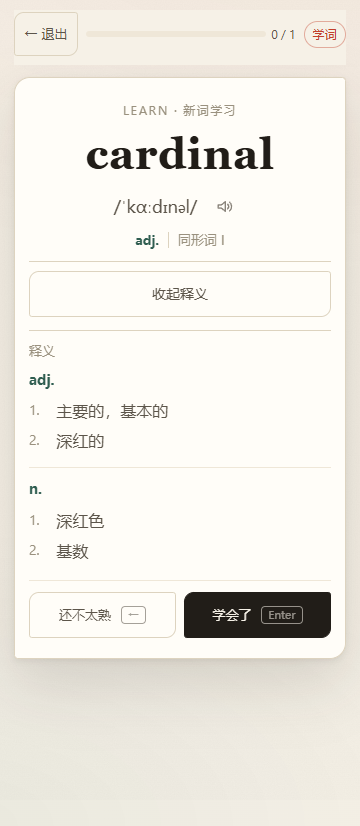 ← 退出
0 / 1
学词
LEARN · 新词学习
cardinal
/ˈkɑːdɪnəl/
adj.
同形词 I
收起释义
释义
adj.
1. 主要的，基本的
2. 深红的
n.
1. 深红色
2. 基数
还不太熟 ←
学会了 Enter